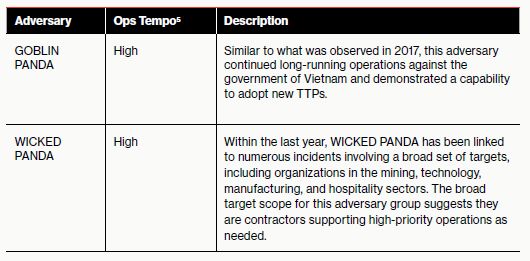 Adversary Ops Tempo⁵ Description
GOBLIN High Similar to what was observed in 2017, this adversary
PANDA continued long-running operations against the
government of Vietnam and demonstrated a capability
to adopt new TTPs.
WICKED High Within the last year, WICKED PANDA has been linked
PANDA to numerous incidents involving a broad set of targets,
including organizations in the mining, technology,
manufacturing, and hospitality sectors. The broad
target scope for this adversary group suggests they
are contractors supporting high-priority operations as
needed.